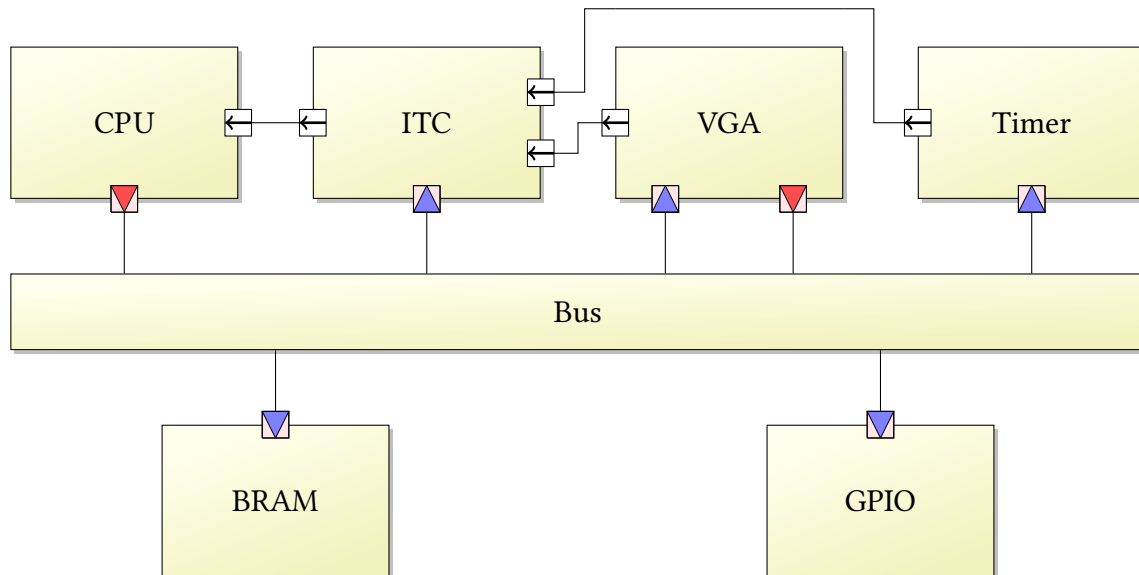 CPU
ITC
VGA
Timer
Bus
BRAM
GPIO